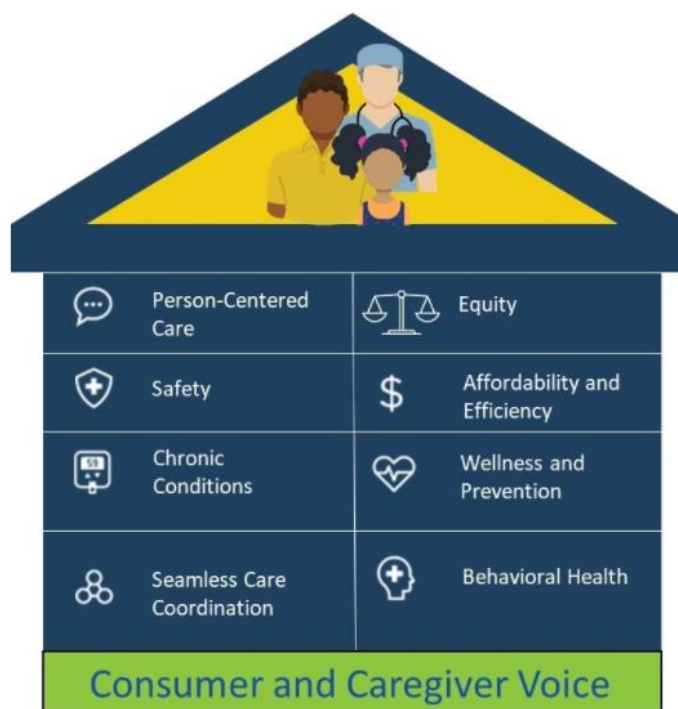 Person-Centered
Care
Equity
Safety
$
Affordability and
Efficiency
59
Chronic
Conditions
Wellness and
Prevention
Seamless Care
Coordination
Behavioral Health
Consumer and Caregiver Voice